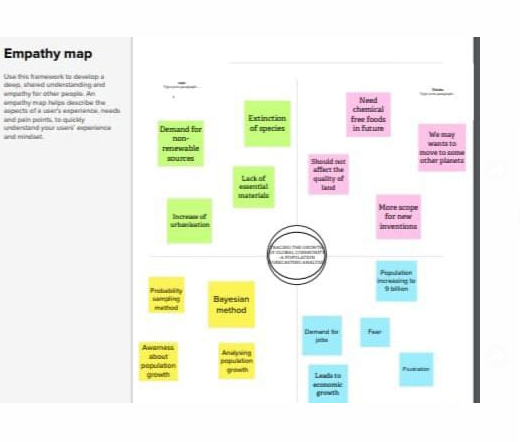 Empathy map
Use this framework to develop a
deep, shared understanding and
empathy for other people. An
empathy map helps describe the
aspects of a user's experience, needs
and pain points, to quickly
understand your users' experience
and mindset.
Extinction
of species
Demand for
non-
renewable
sources
Lack of
essential
materials
Increase of
urbanisation
Thinks
Need
chemical
free foods
in future
We may
wants to
move to some
other planets
Should not
affect the
quality of
land
More scope
for new
inventions
TRACING THE GROWTH
OF GLOBAL COMMUNITY
A POPULATION
FORECASTING ANALYSIS
Probability
sampling
method
Bayesian
method
Awarness
about
population
growth
Analysing
population
growth
Population
increasing to
9 billion
Demand for
jobs
Fear
Frustration
Leads to
economic
growth